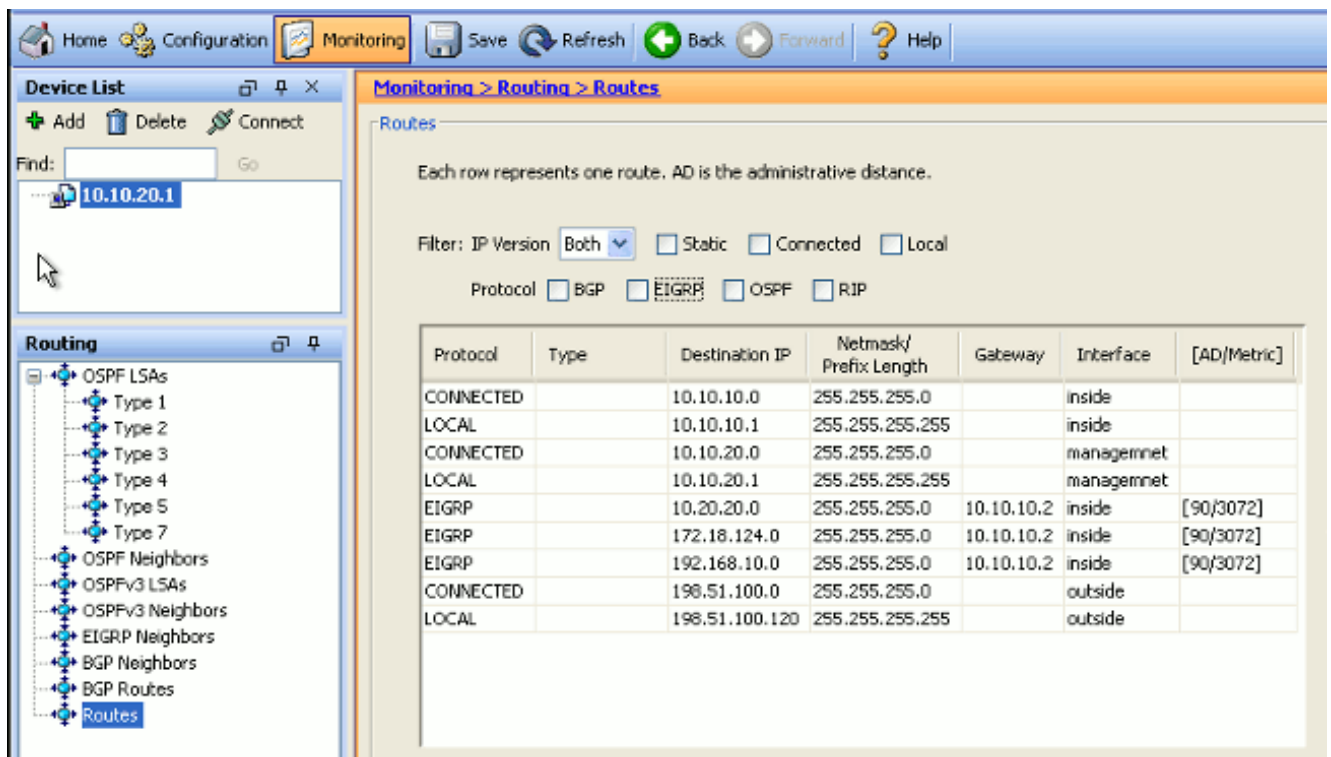 Home Configuration Monitoring Save Refresh Back Forward Help
Device List
Add Delete Connect
Find: Go
10.10.20.1
Routing
OSPF LSAs
Type 1
Type 2
Type 3
Type 4
Type 5
Type 7
OSPF Neighbors
OSPFv3 LSAs
OSPFv3 Neighbors
EIGRP Neighbors
BGP Neighbors
BGP Routes
Routes
Monitoring > Routing > Routes
Routes
Each row represents one route. AD is the administrative distance.
Filter: IP Version Both Static Connected Local
Protocol BGP EIGRP OSPF RIP
Protocol Type Destination IP Netmask/ Prefix Length Gateway Interface [AD/Metric]
CONNECTED 10.10.10.0 255.255.255.0 inside
LOCAL 10.10.10.1 255.255.255.255 inside
CONNECTED 10.10.20.0 255.255.255.0 managemnet
LOCAL 10.10.20.1 255.255.255.255 managemnet
EIGRP 10.20.20.0 255.255.255.0 10.10.10.2 inside [90/3072]
EIGRP 172.18.124.0 255.255.255.0 10.10.10.2 inside [90/3072]
EIGRP 192.168.10.0 255.255.255.0 10.10.10.2 inside [90/3072]
CONNECTED 198.51.100.0 255.255.255.0 outside
LOCAL 198.51.100.120 255.255.255.255 outside